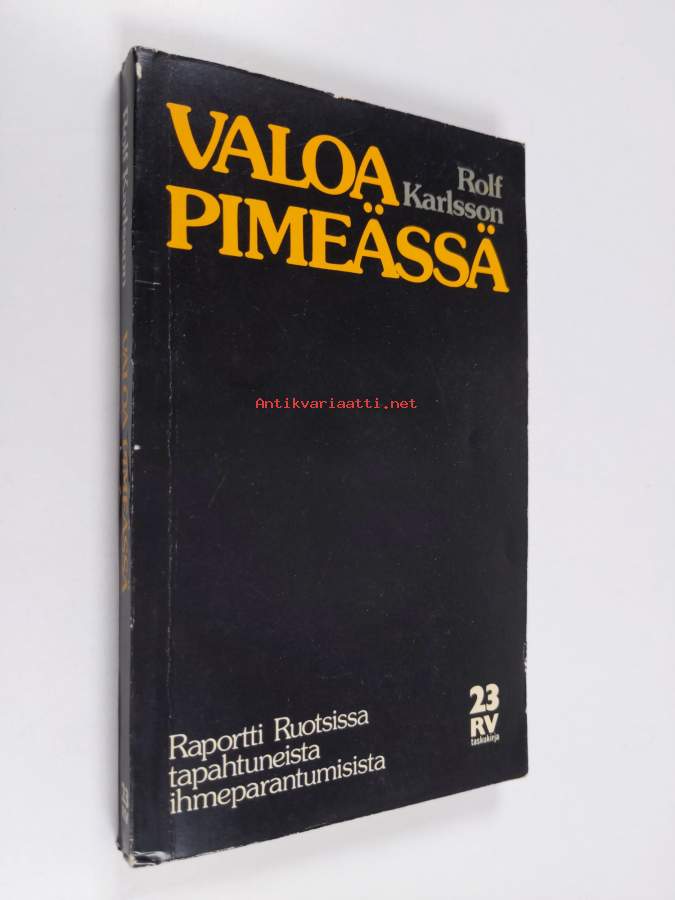 VALOA
Rolf
Karlsson
PIMEÄSSÄ
Antikvariaatti.net
Raportti Ruotsissa
tapahtuneista
ihmeparantumisista
23
RV
taskukirja
Rolf Karlsson
VALOA PIMEÄSSÄ